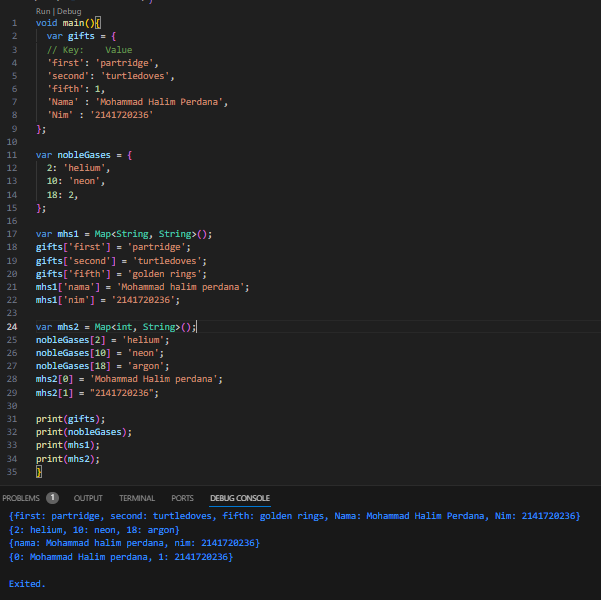 Run | Debug
1 void main(){
2 var gifts = {
3 // Key: Value
4 'first': 'partridge',
5 'second': 'turtledoves',
6 'fifth': 1,
7 'Nama' : 'Mohammad Halim Perdana',
8 'Nim' : '2141720236'
9 };
10
11 var nobleGases = {
12 2: 'helium',
13 10: 'neon',
14 18: 2,
15 };
16
17 var mhs1 = Map<String, String>();
18 gifts['first'] = 'partridge';
19 gifts['second'] = 'turtledoves';
20 gifts['fifth'] = 'golden rings';
21 mhs1['nama'] = 'Mohammad halim perdana';
22 mhs1['nim'] = '2141720236';
23
24 var mhs2 = Map<int, String>();
25 nobleGases[2] = 'helium';
26 nobleGases[10] = 'neon';
27 nobleGases[18] = 'argon';
28 mhs2[0] = 'Mohammad Halim perdana';
29 mhs2[1] = "2141720236";
30
31 print(gifts);
32 print(nobleGases);
33 print(mhs1);
34 print(mhs2);
35 }
PROBLEMS 1 OUTPUT TERMINAL PORTS DEBUG CONSOLE
{first: partridge, second: turtledoves, fifth: golden rings, Nama: Mohammad Halim Perdana, Nim: 2141720236}
{2: helium, 10: neon, 18: argon}
{nama: Mohammad halim perdana, nim: 2141720236}
{0: Mohammad Halim perdana, 1: 2141720236}
Exited.